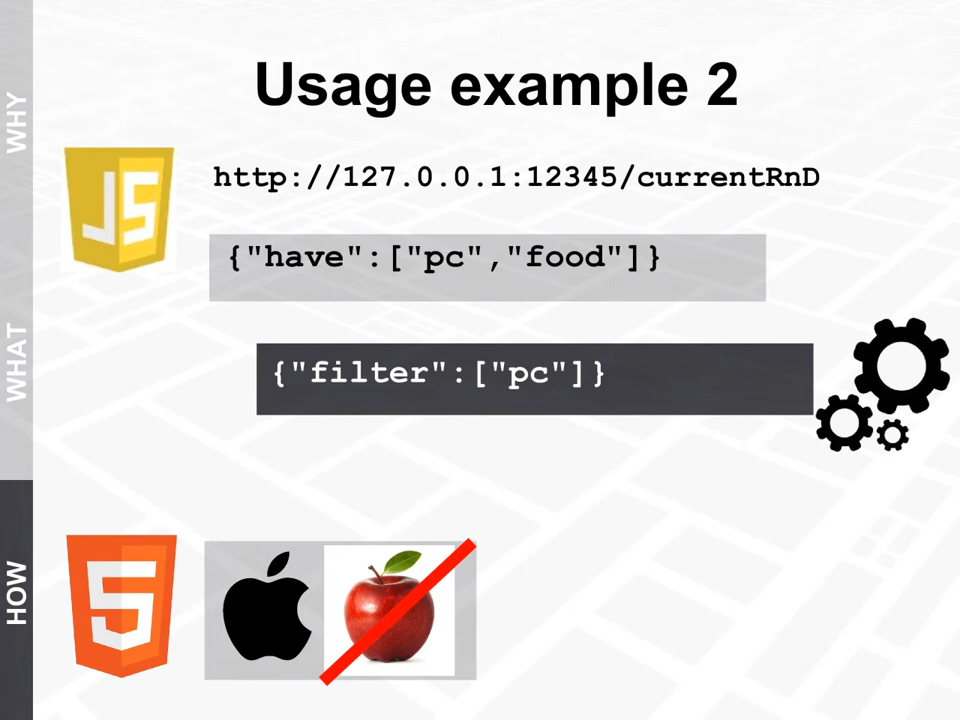 Usage example 2
WHY
http://127.0.0.1:12345/currentRnD
JS
{"have":["pc","food"]}
WHAT
{"filter":["pc"]}
HOW
5